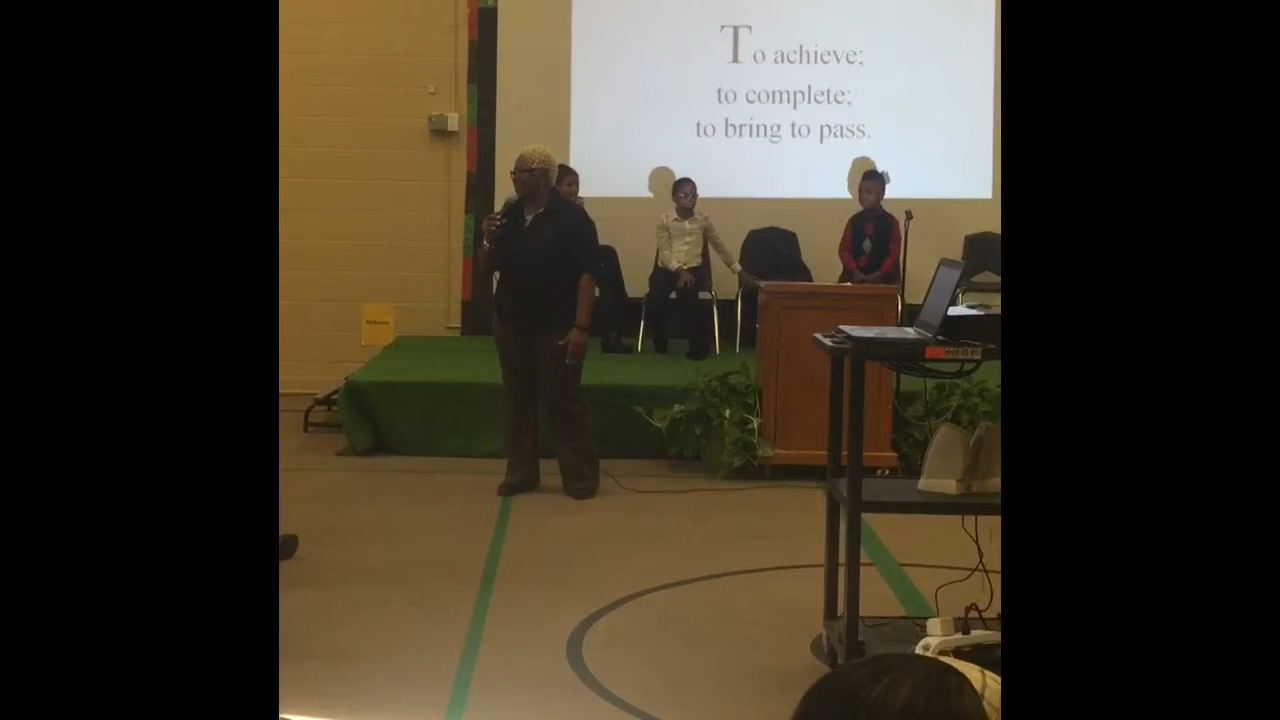 To achieve;
to complete;
to bring to pass.